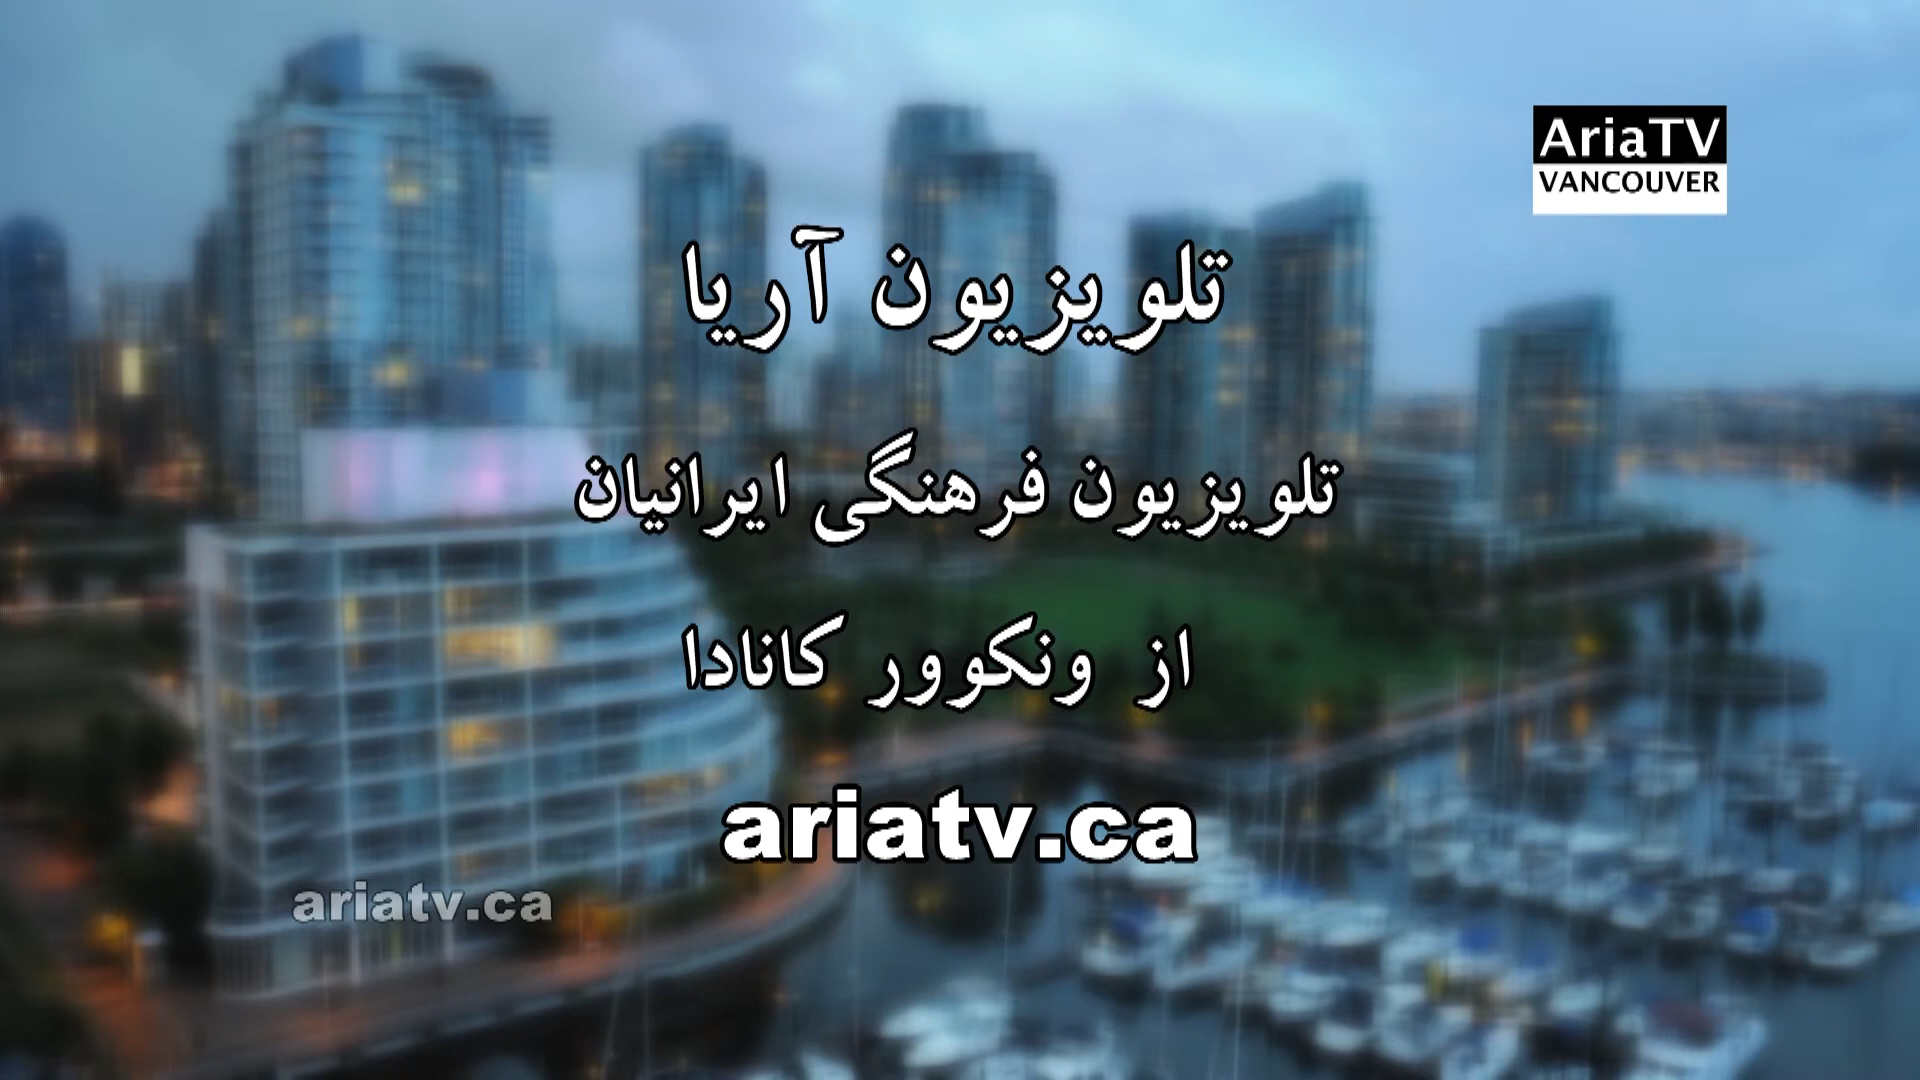 AriaTV
VANCOUVER
تلویزیون آریا
تلویزیون فرهنگی ایرانیان
از ونکوور کانادا
ariatv.ca
ariatv.ca